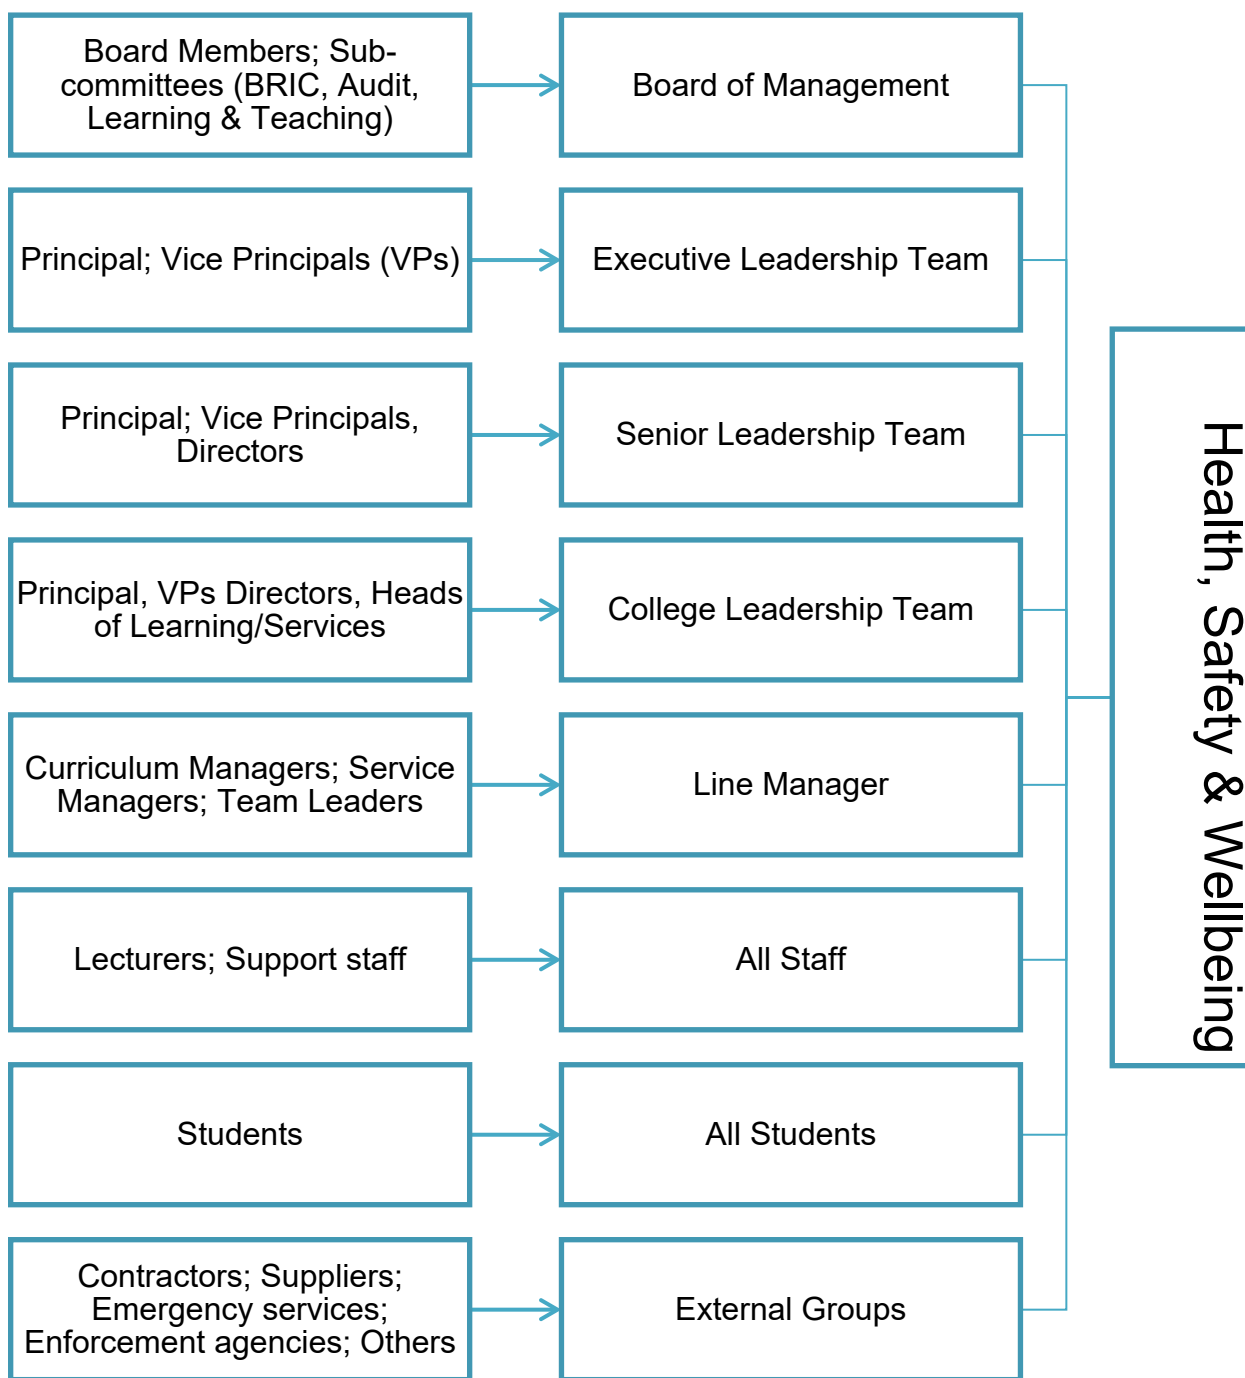 Board Members; Sub-
committees (BRIC, Audit,
Learning & Teaching)
Board of Management
Principal; Vice Principals (VPs)
Executive Leadership Team
Principal; Vice Principals,
Directors
Senior Leadership Team
Principal, VPs Directors, Heads
of Learning/Services
College Leadership Team
Curriculum Managers; Service
Managers; Team Leaders
Line Manager
Lecturers; Support staff
All Staff
Students
All Students
Contractors; Suppliers;
Emergency services;
Enforcement agencies; Others
External Groups
Health, Safety & Wellbeing